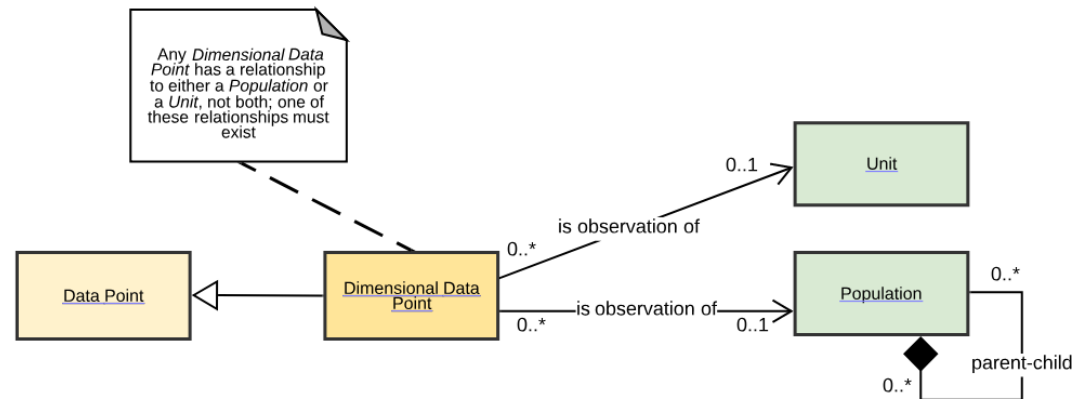 Any Dimensional Data
Point has a relationship
to either a Population or
a Unit, not both; one of
these relationships must
exist
0..1
Unit
is observation of
0..*
Data Point
Dimensional Data
Point
is observation of
0..*
0..1
Population
0..*
parent-child
0..*